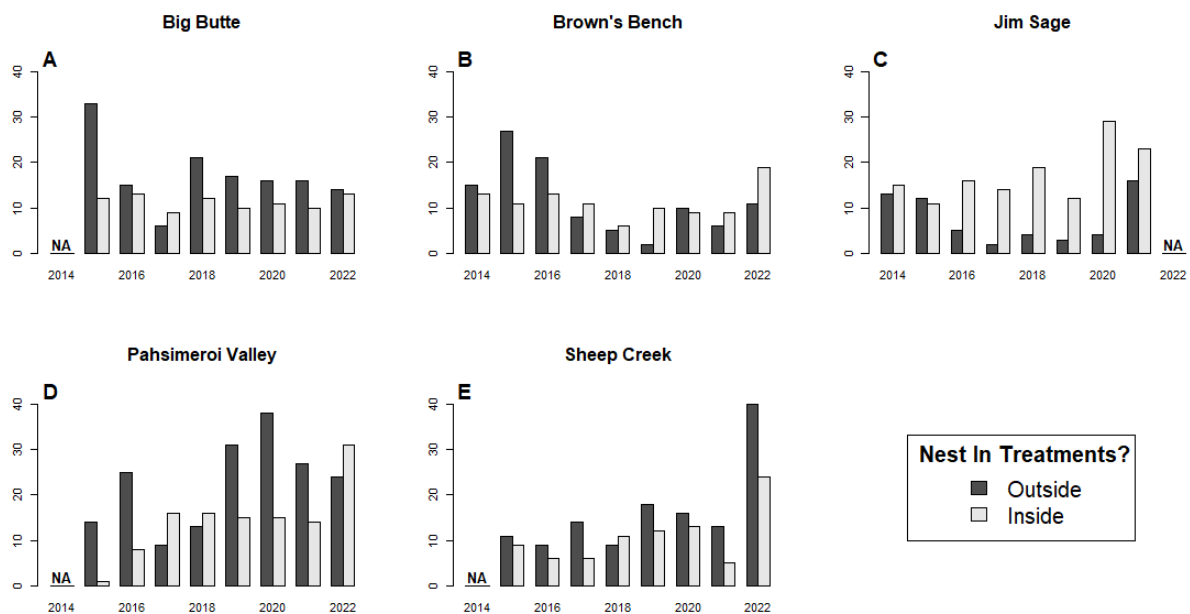 Big Butte
A
40
30
20
10
0
NA
2014 2016 2018 2020 2022
Brown's Bench
B
40
30
20
10
0
2014 2016 2018 2020 2022
Jim Sage
C
40
30
20
10
0
NA
2014 2016 2018 2020 2022
Pahsimeroi Valley
D
40
30
20
10
0
NA
2014 2016 2018 2020 2022
Sheep Creek
E
40
30
20
10
0
NA
2014 2016 2018 2020 2022
Nest In Treatments?
Outside
Inside